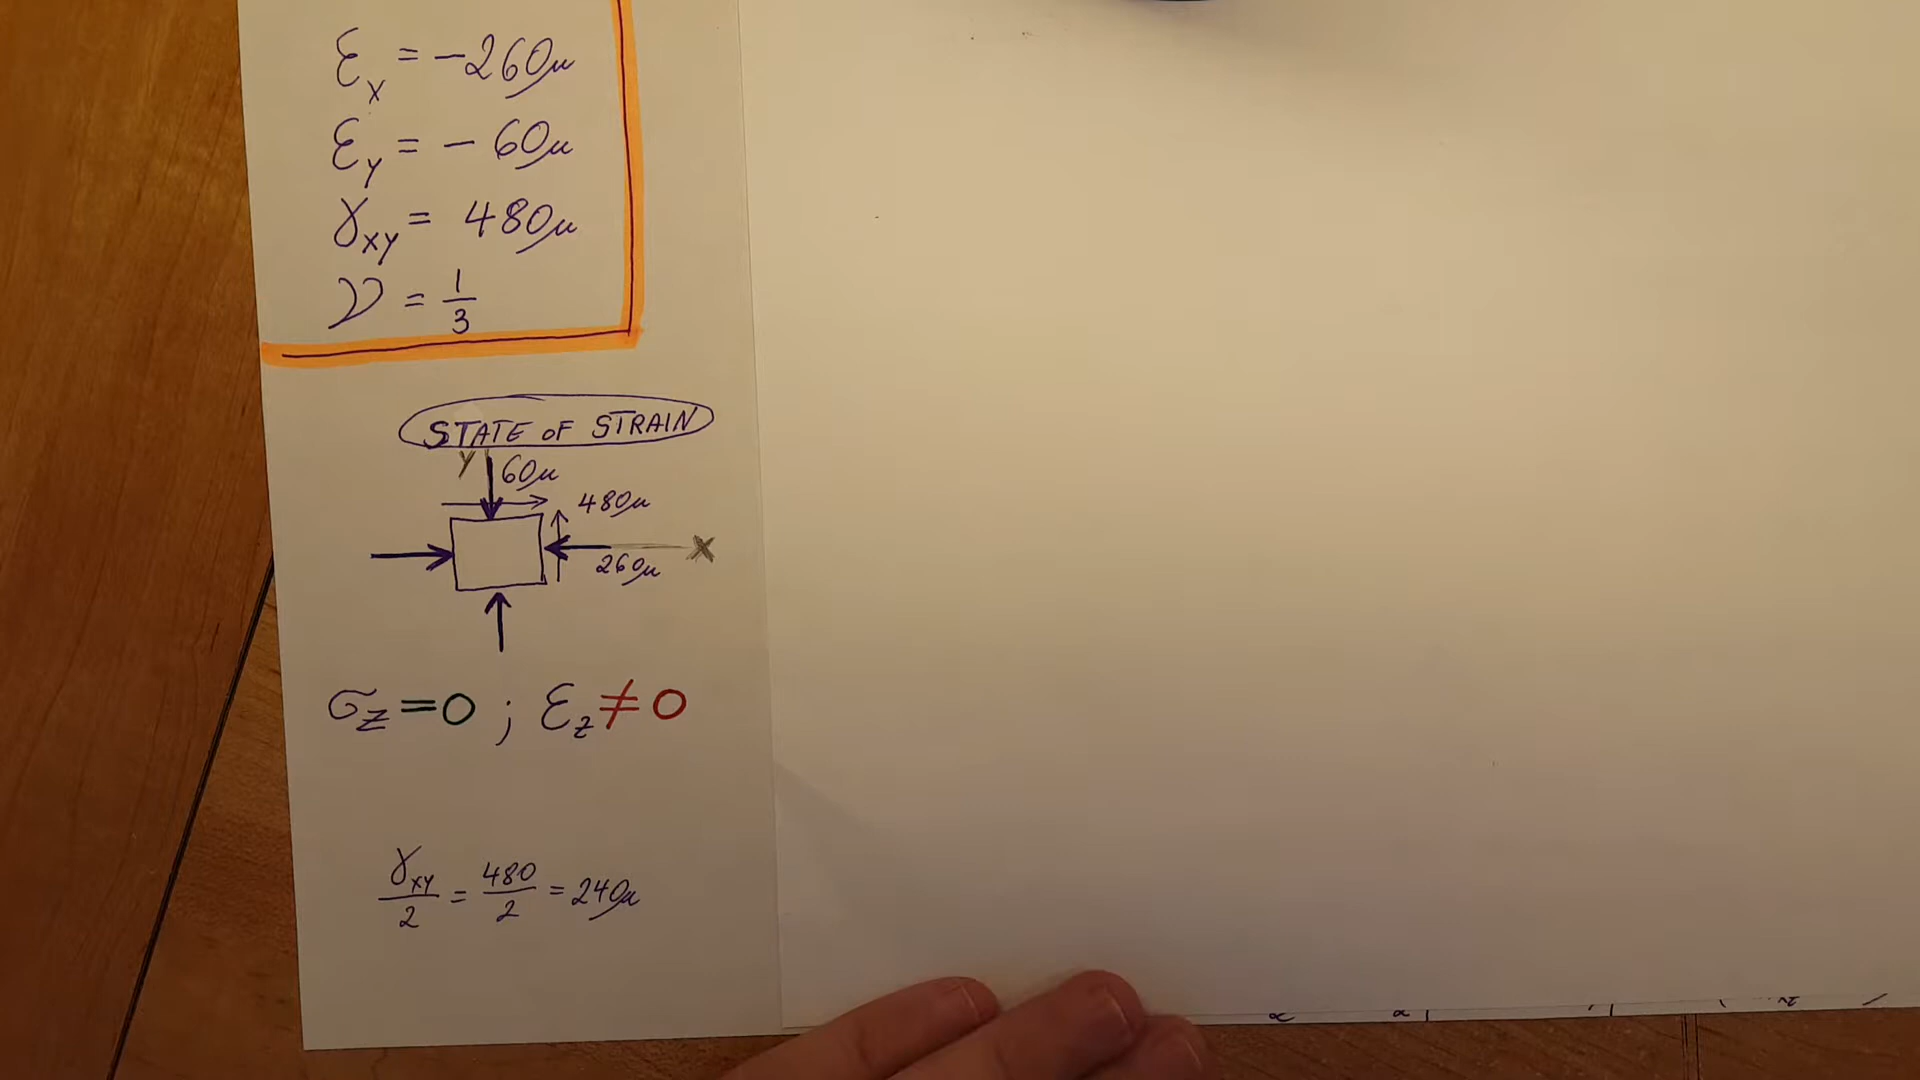 εx = −260μ
εy = − 60μ
γxy = 480μ
ν = 1/3
STATE OF STRAIN
y 60μ
480μ
x
260μ
σz = 0 ; εz ≠ 0
γxy/2 = 480/2 = 240μ